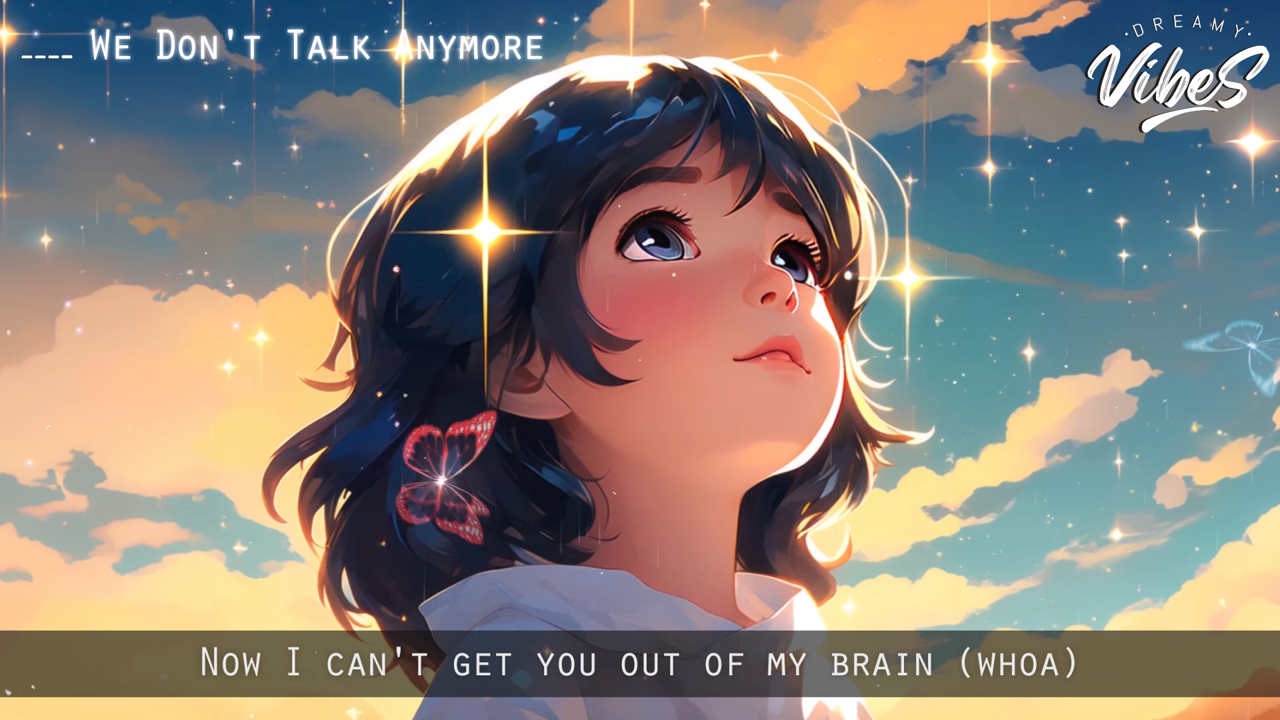 ____ We Don't Talk Anymore
·DREAMY·
Vibes
Now I can't get you out of my brain (whoa)